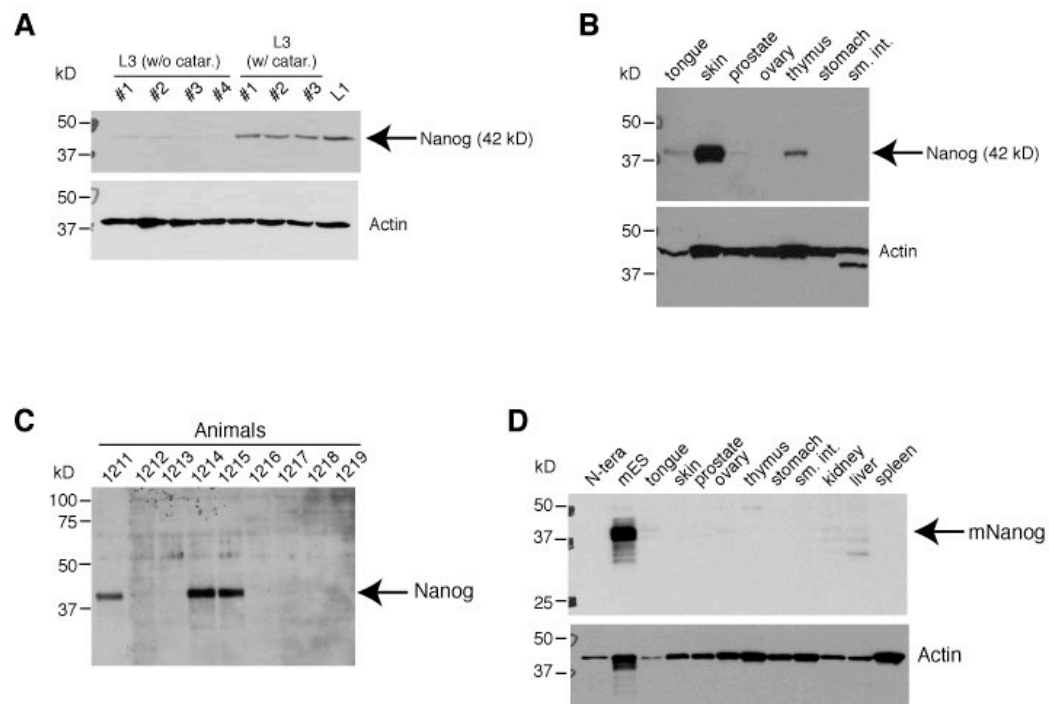 A
L3 (w/o catar.)
L3
(w/ catar.)
kD
#1 #2 #3 #4 #1 #2 #3 L1
50
37
Nanog (42 kD)
50
37
Actin
B
kD
tongue skin prostate ovary thymus stomach sm. int.
50
37
Nanog (42 kD)
50
37
Actin
C
Animals
kD
1211 1212 1213 1214 1215 1216 1217 1218 1219
100
75
50
37
Nanog
D
kD
N-tera mES tongue skin prostate ovary thymus stomach sm. int. kidney liver spleen
50
37
25
mNanog
50
37
Actin